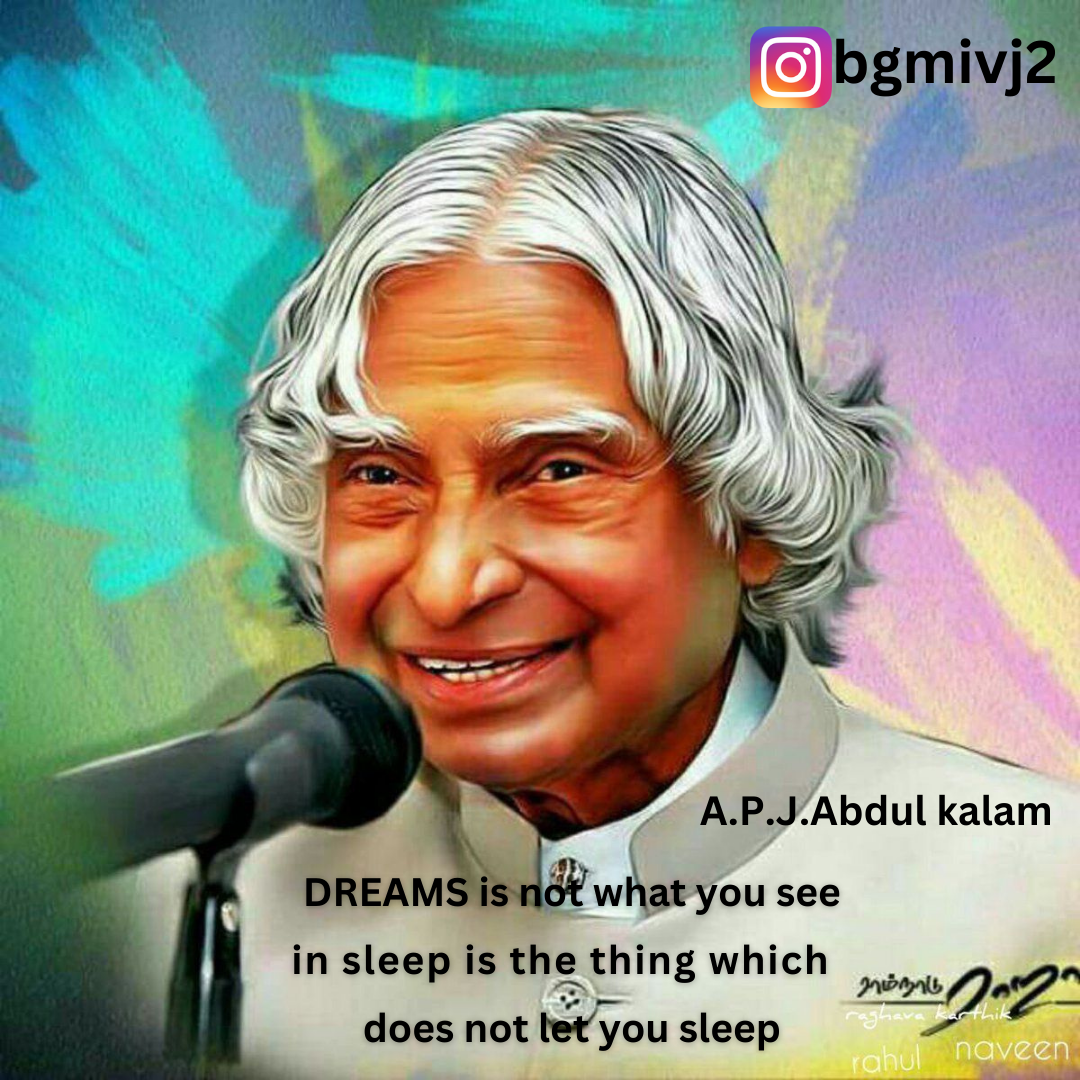 bgmivj2
A.P.J.Abdul kalam
DREAMS is not what you see
in sleep is the thing which
does not let you sleep
ராம்நாடு ராஜா
raghava karthik
rahul naveen